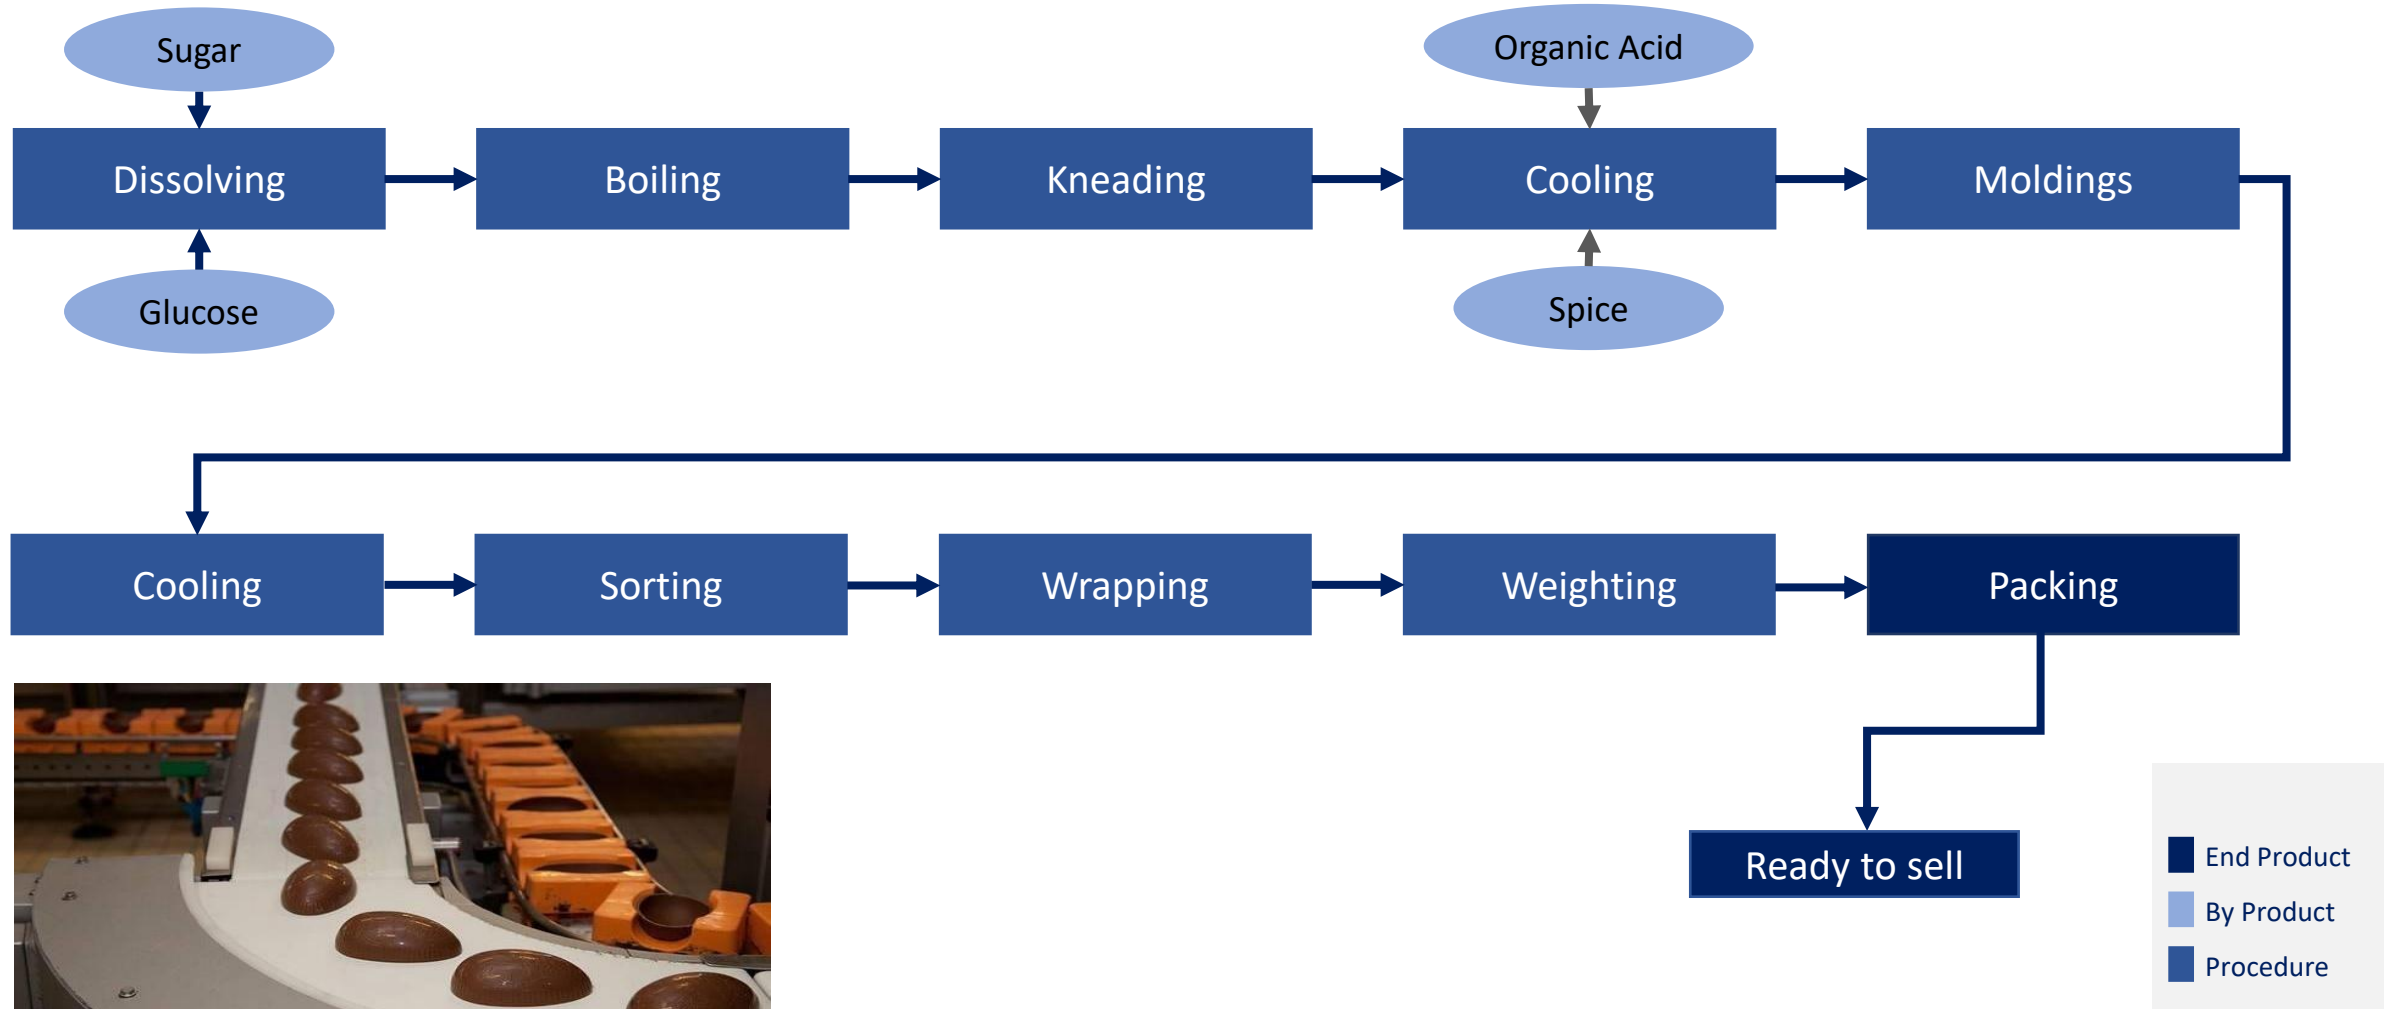 Sugar
Organic Acid
Dissolving
Boiling
Kneading
Cooling
Moldings
Glucose
Spice
Cooling
Sorting
Wrapping
Weighting
Packing
Ready to sell
End Product
By Product
Procedure